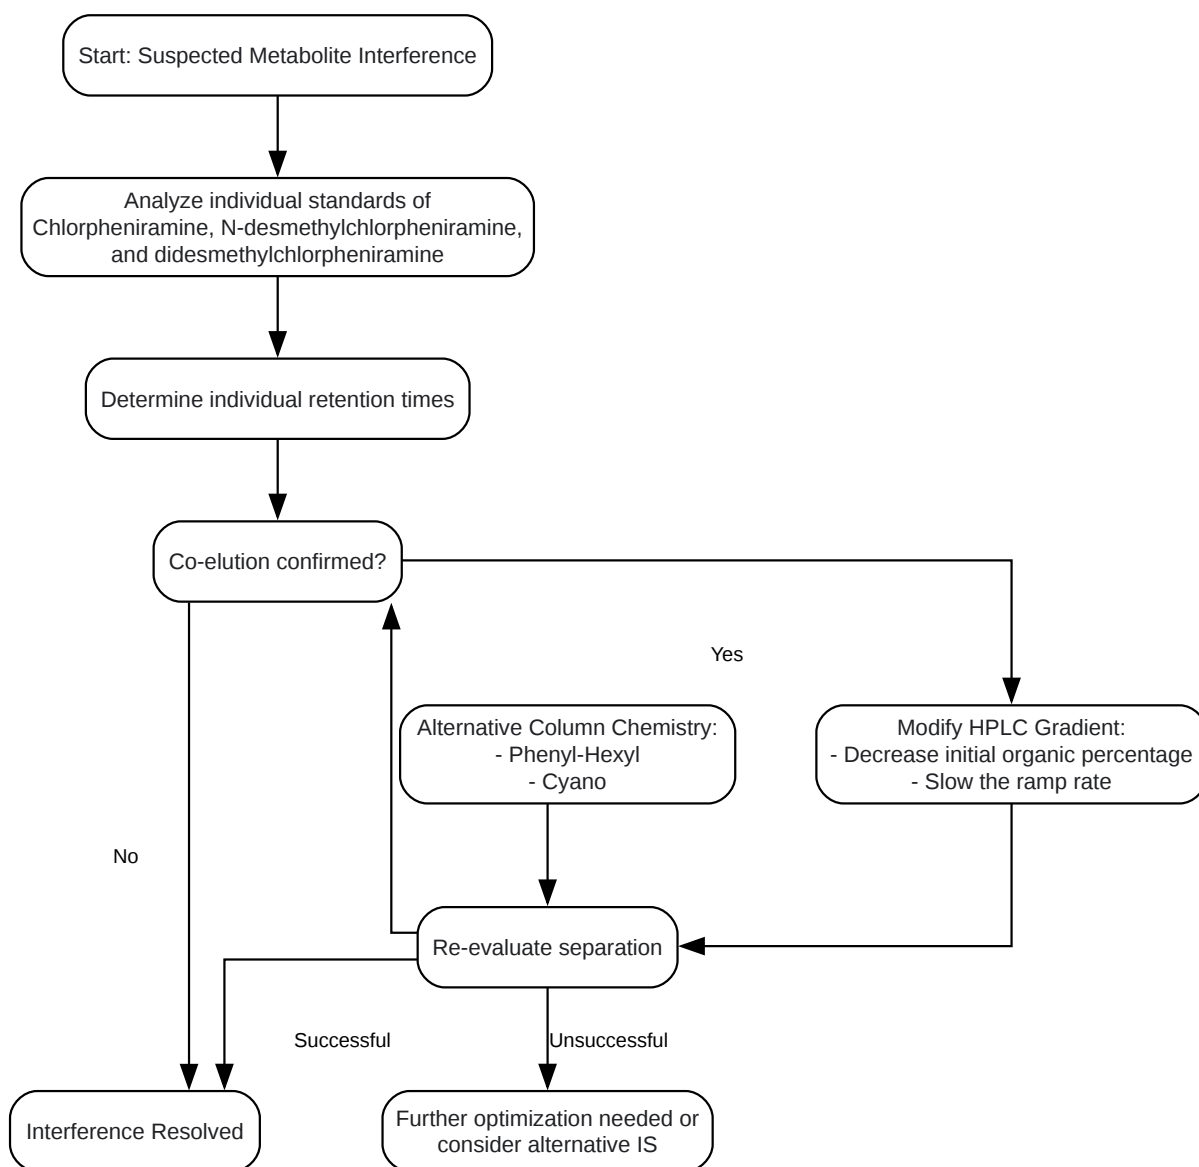 Start: Suspected Metabolite Interference
Analyze individual standards of
Chlorpheniramine, N-desmethylchlorpheniramine,
and didesmethylchlorpheniramine
Determine individual retention times
Co-elution confirmed?
Yes
Alternative Column Chemistry:
- Phenyl-Hexyl
- Cyano
Modify HPLC Gradient:
- Decrease initial organic percentage
- Slow the ramp rate
No
Re-evaluate separation
Successful
Unsuccessful
Interference Resolved
Further optimization needed or
consider alternative IS